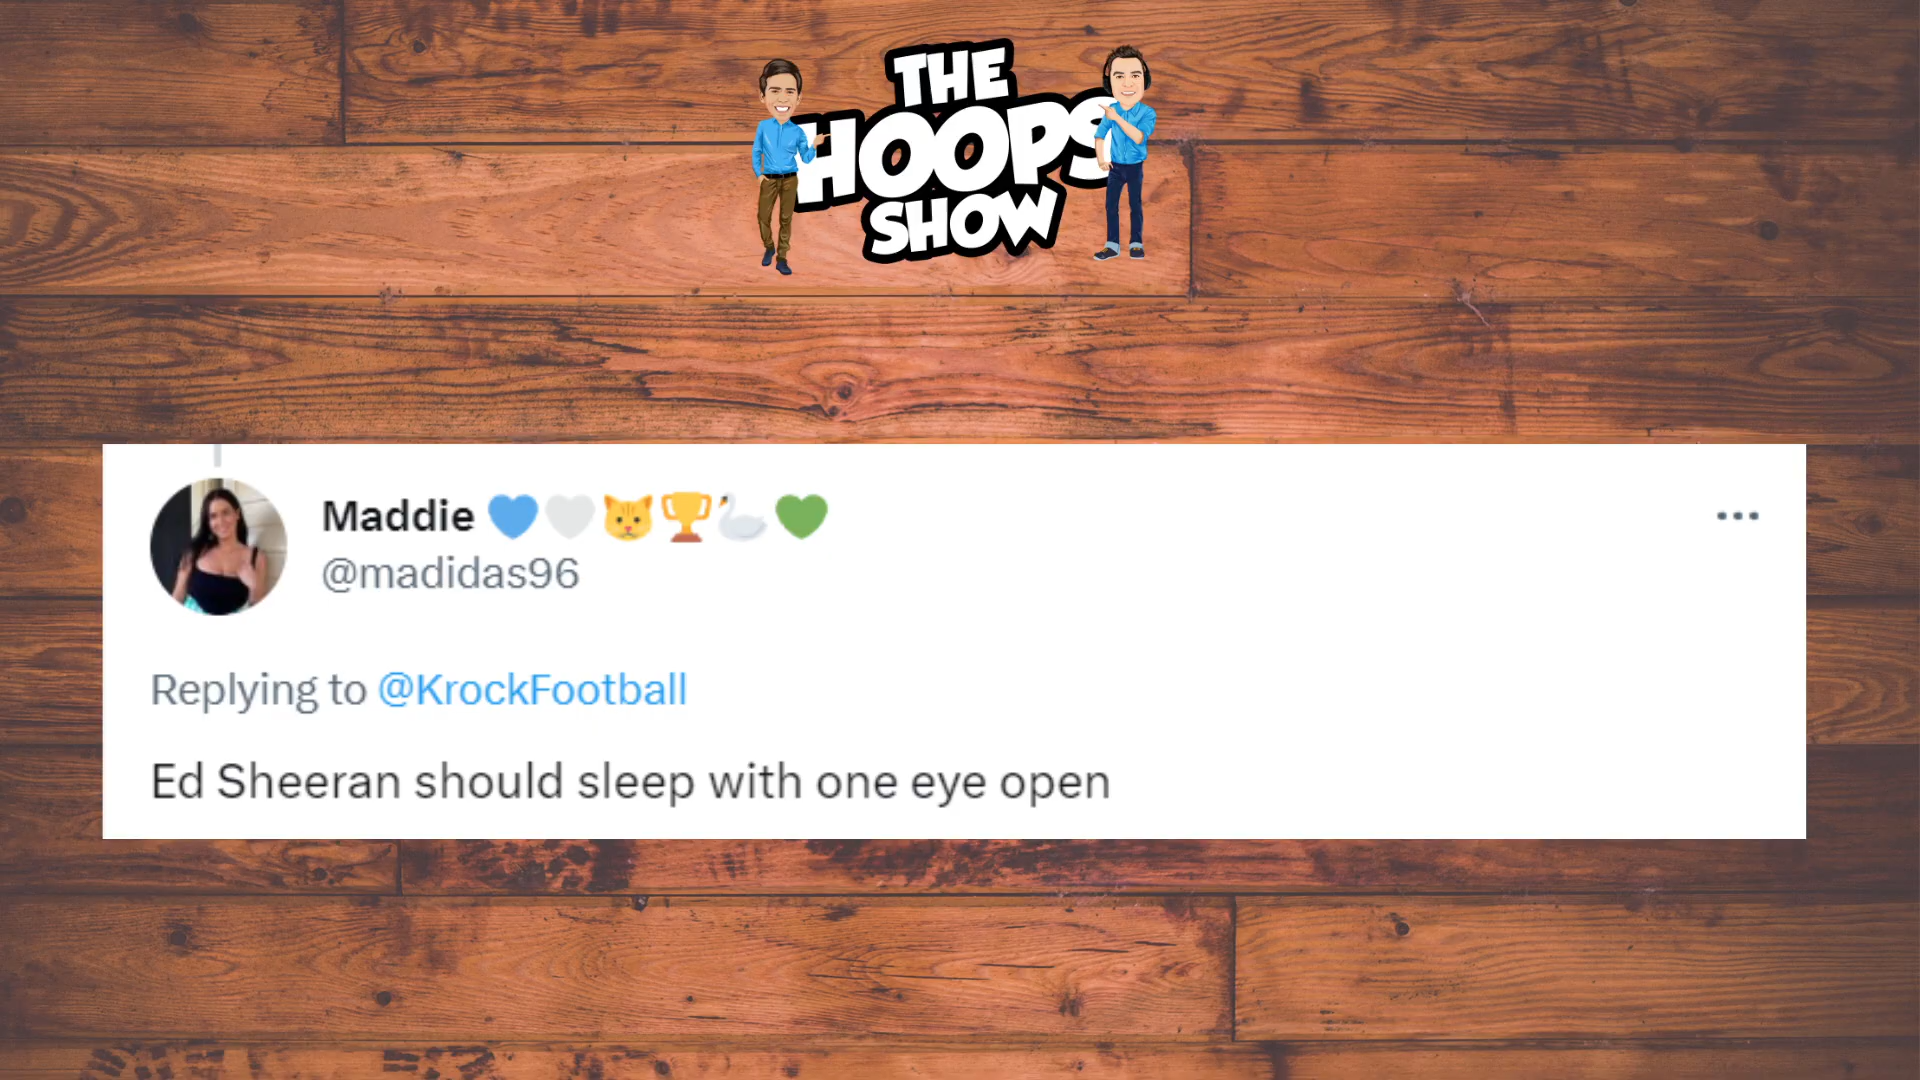 THE
HOOPS
SHOW
Maddie 💙🤍🐱🏆🦢💚
@madidas96
Replying to @KrockFootball
Ed Sheeran should sleep with one eye open